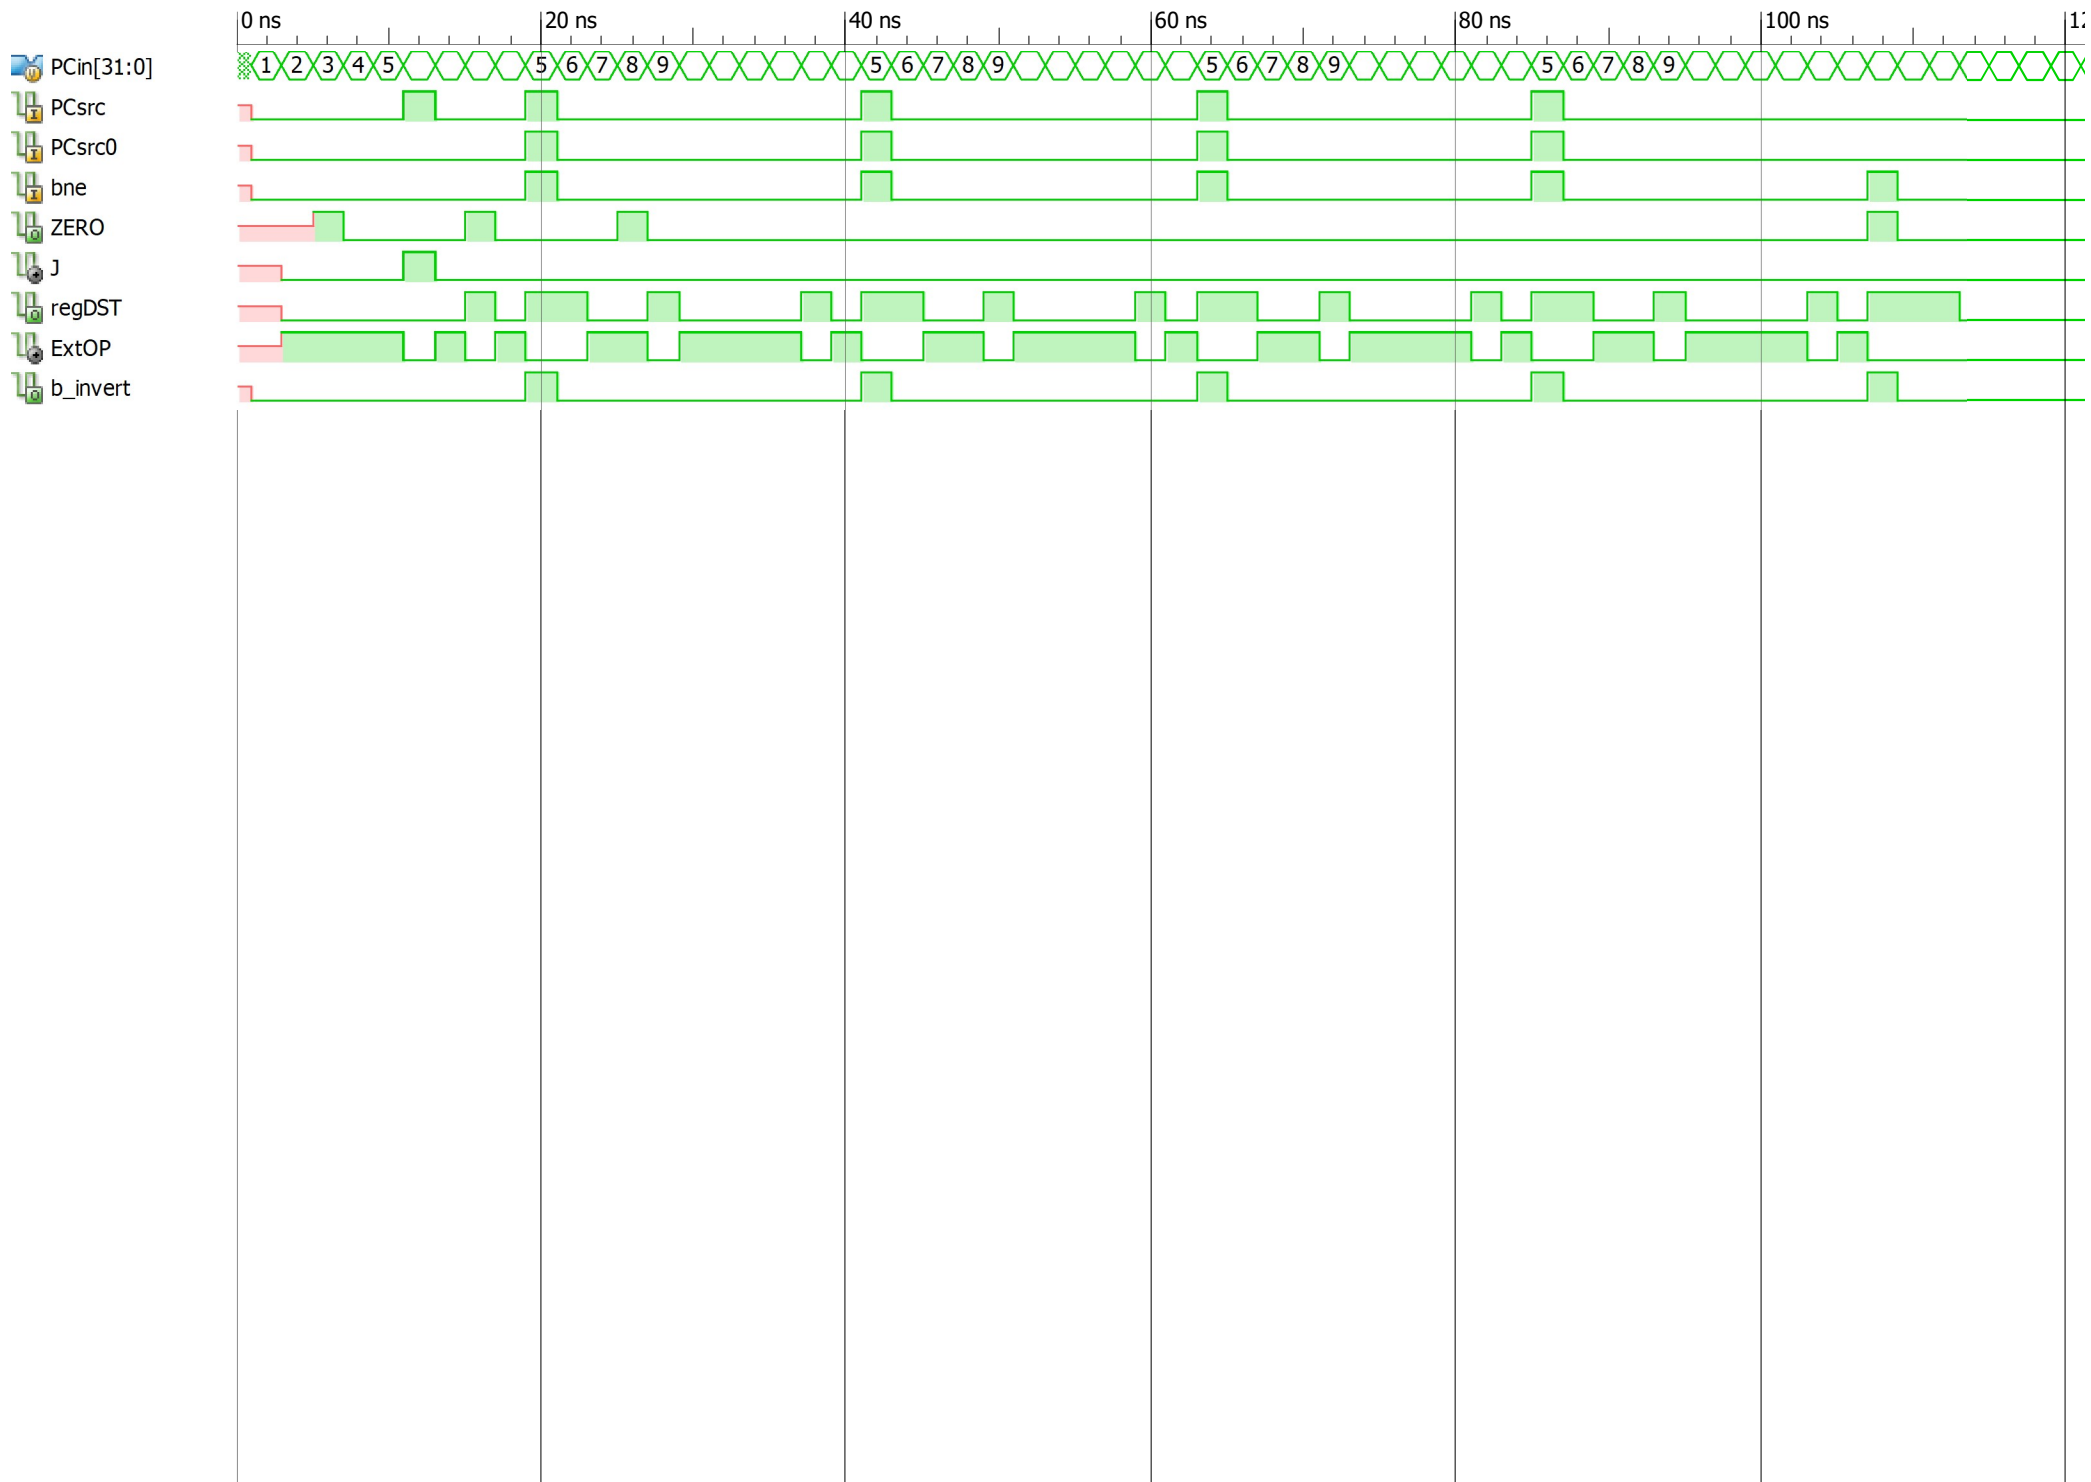 0 ns 20 ns 40 ns 60 ns 80 ns 100 ns 12
PCin[31:0] 1 2 3 4 5 5 6 7 8 9 5 6 7 8 9 5 6 7 8 9 5 6 7 8 9
PCsrc
PCsrc0
bne
ZERO
J
regDST
ExtOP
b_invert